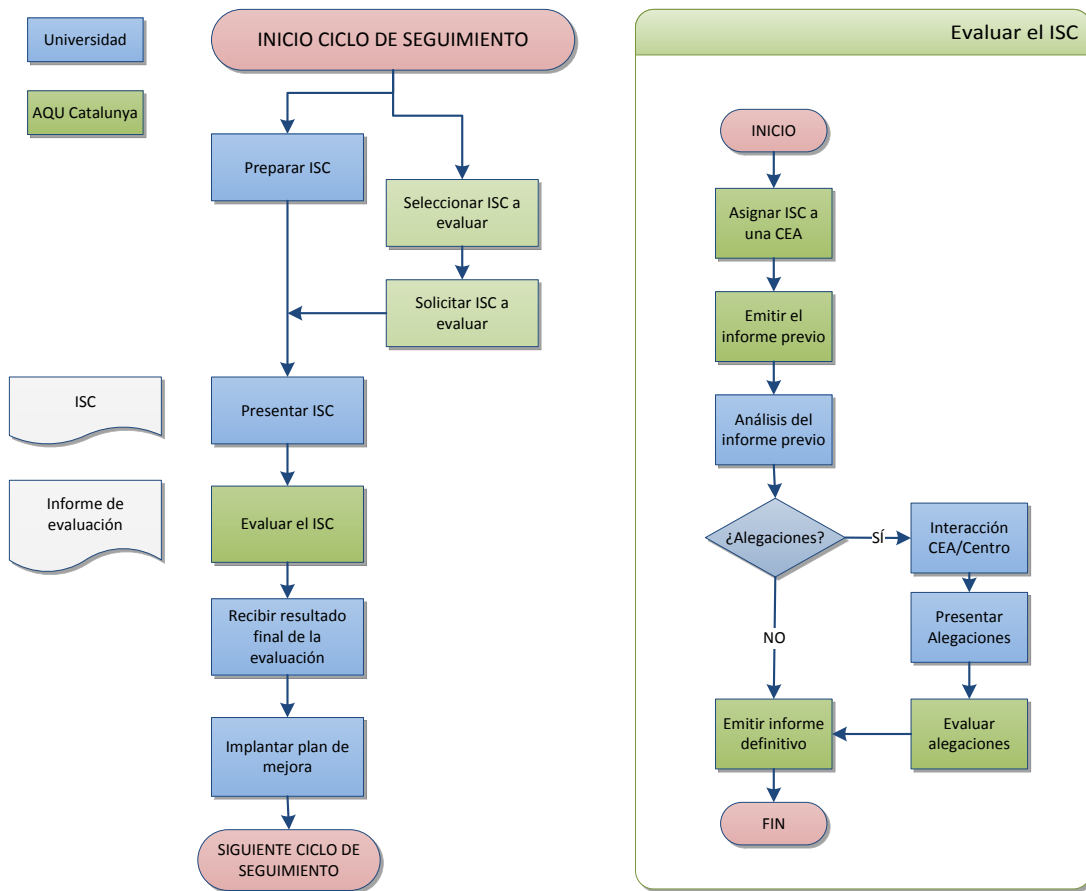 Universidad
AQU Catalunya
INICIO CICLO DE SEGUIMIENTO
Preparar ISC
Seleccionar ISC a
evaluar
Solicitar ISC a
evaluar
ISC
Presentar ISC
Informe de
evaluación
Evaluar el ISC
Recibir resultado
final de la
evaluación
Implantar plan de
mejora
SIGUIENTE CICLO DE
SEGUIMIENTO
Evaluar el ISC
INICIO
Asignar ISC a
una CEA
Emitir el
informe previo
Análisis del
informe previo
¿Alegaciones?
SÍ
Interacción
CEA/Centro
Presentar
Alegaciones
NO
Evaluar
alegaciones
Emitir informe
definitivo
FIN